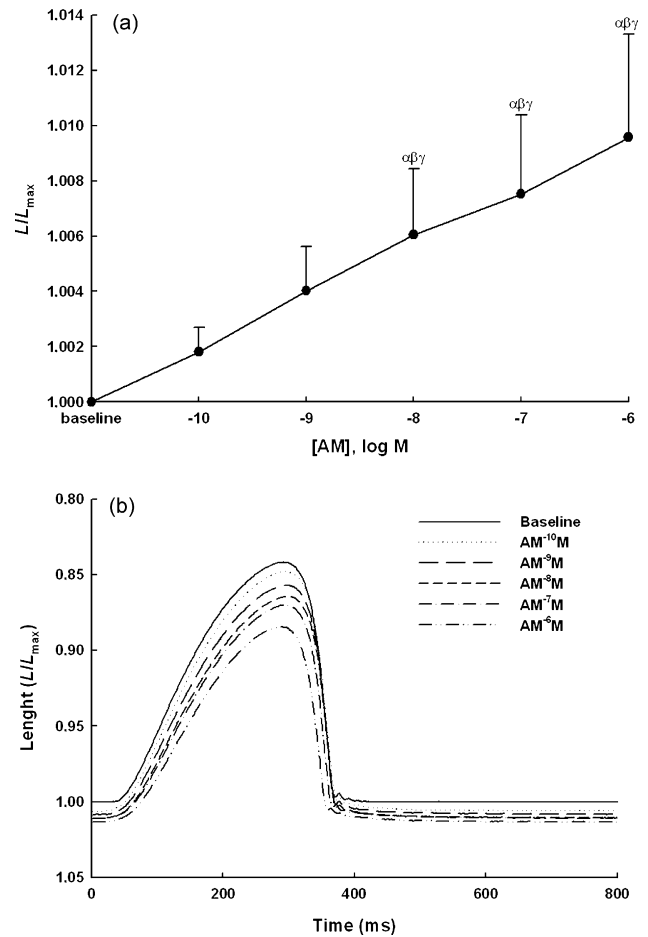 (a)
1.014
1.012
1.010
1.008
1.006
1.004
1.002
1.000
L/Lmax
αβγ
αβγ
αβγ
baseline -10 -9 -8 -7 -6
[AM], log M
(b)
0.80
0.85
0.90
0.95
1.00
1.05
Lenght (L/Lmax)
Baseline
AM-10M
AM-9M
AM-8M
AM-7M
AM-6M
0 200 400 600 800
Time (ms)